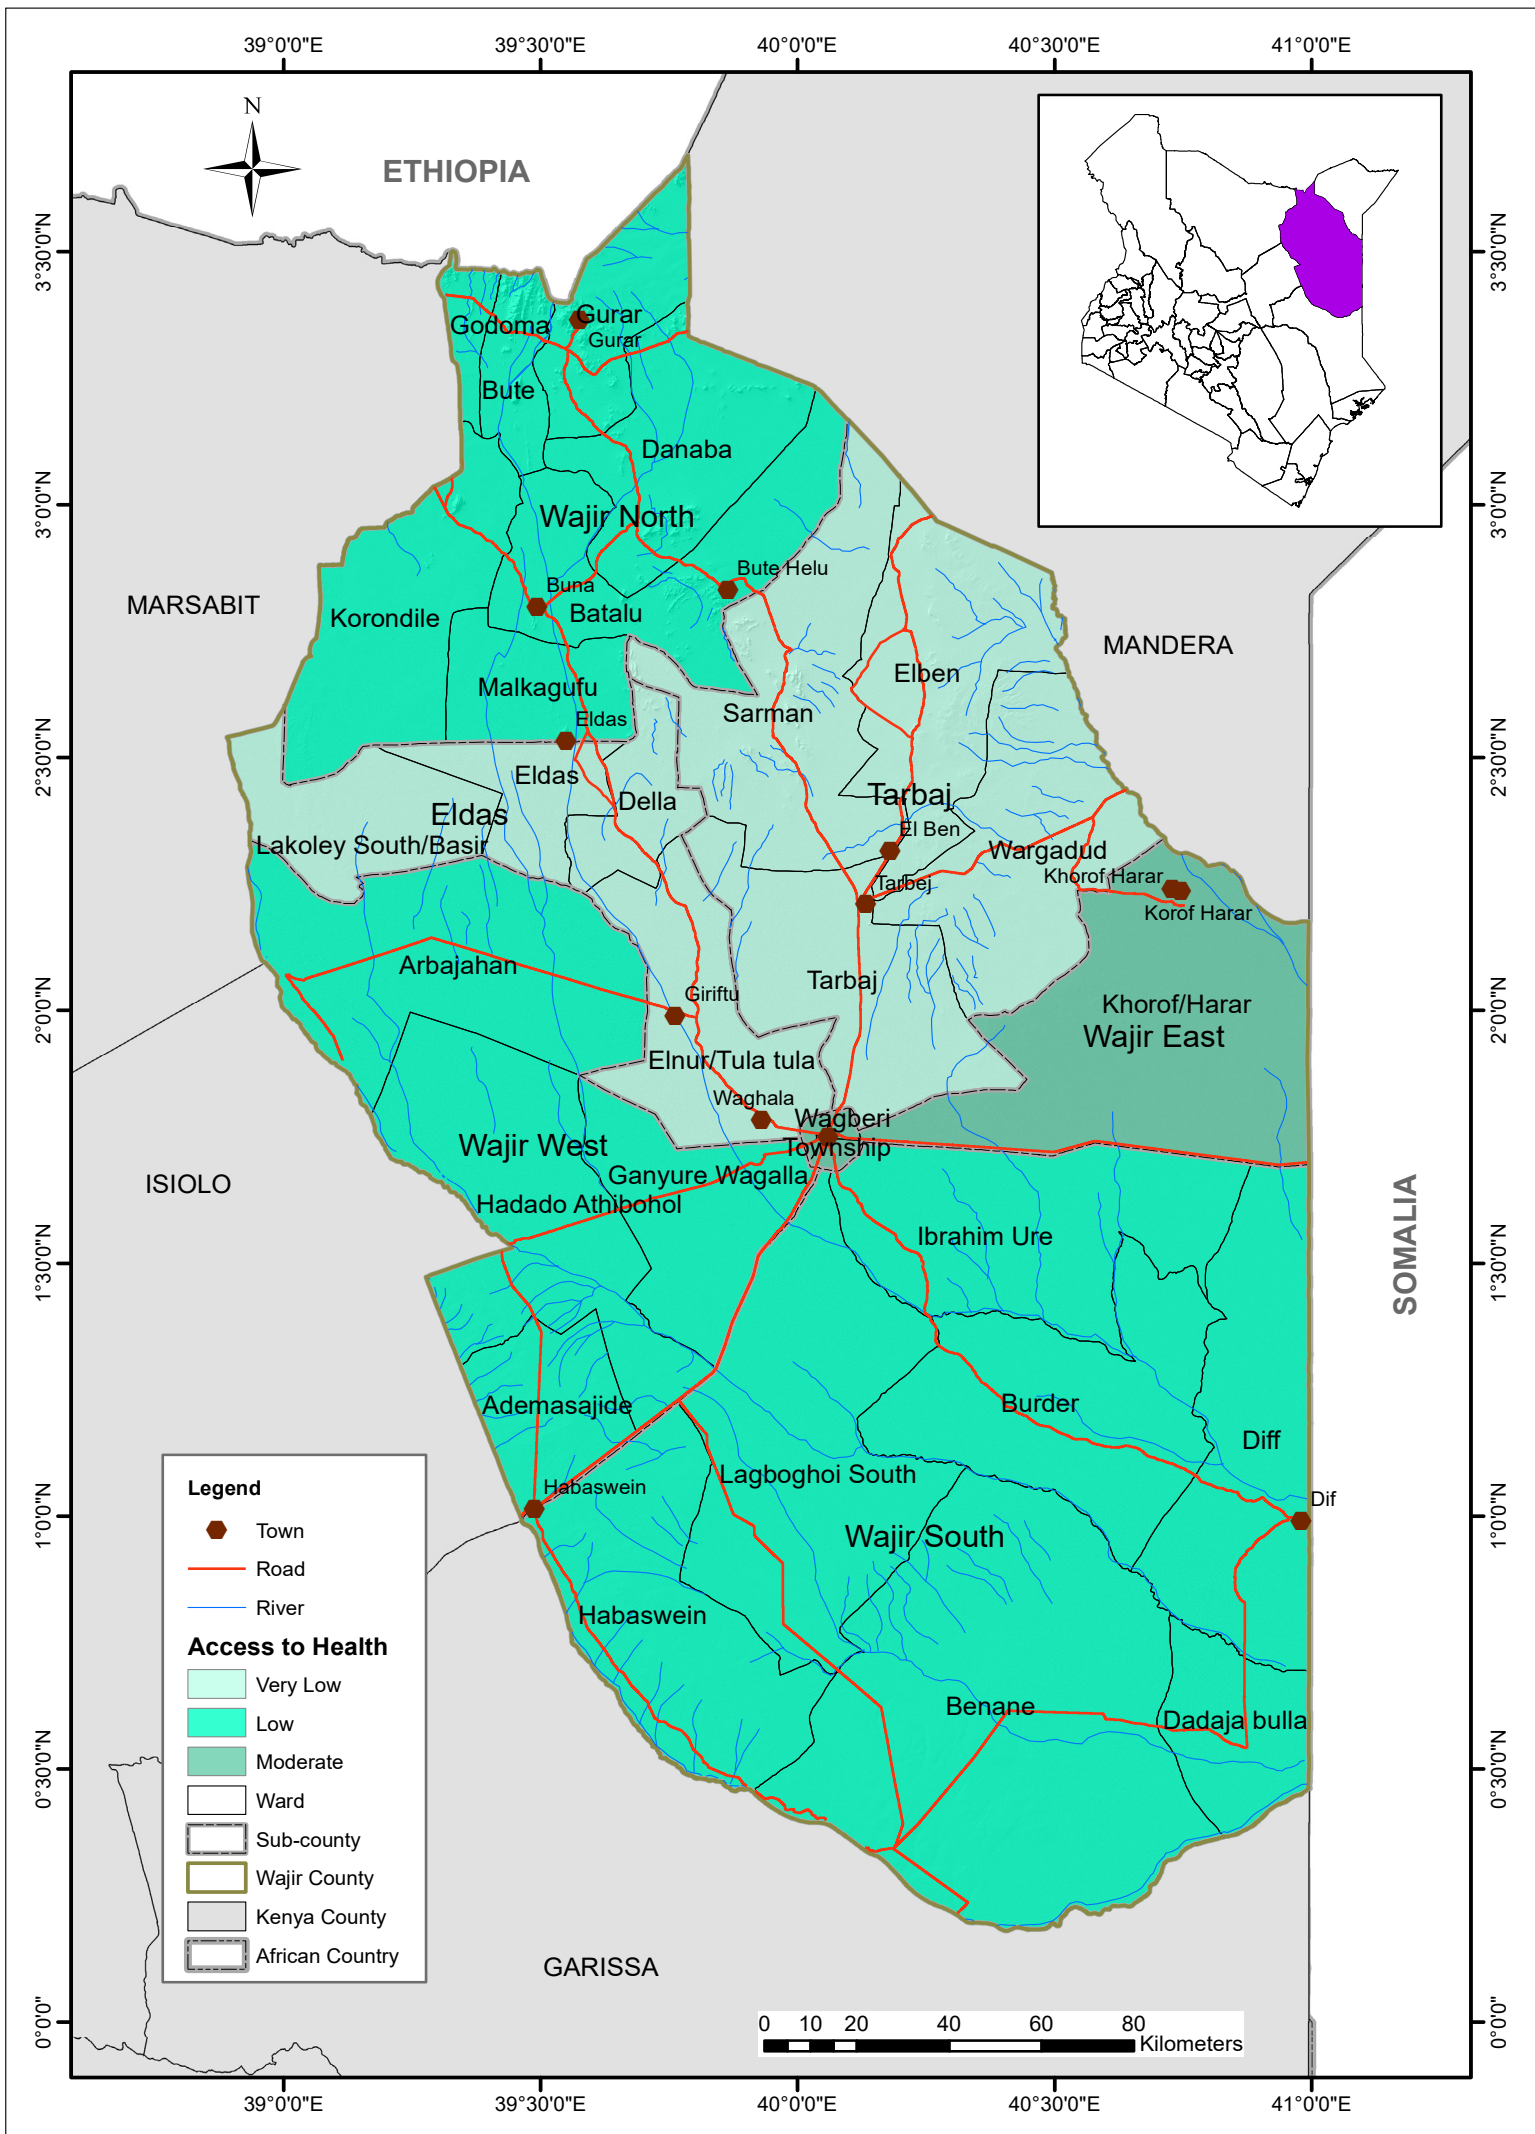 39°0'0"E
39°30'0"E
40°0'0"E
40°30'0"E
41°0'0"E
3°30'0"N
3°0'0"N
2°30'0"N
2°0'0"N
1°30'0"N
1°0'0"N
0°30'0"N
0°0'0"
3°30'0"N
3°0'0"N
2°30'0"N
2°0'0"N
1°30'0"N
1°0'0"N
0°30'0"N
0°0'0"
N
ETHIOPIA
Gurar
Godoma
Gurar
Bute
Danaba
Wajir North
Bute Helu
Buna
MARSABIT
Korondile
Batalu
MANDERA
Elben
Malkagufu
Sarman
Eldas
Eldas
Tarbaj
Della
Eldas
El Ben
Lakoley South/Basir
Wargadud
Khorof Harar
Tarbej
Korof Harar
Arbajahan
Tarbaj
Giriftu
Khorof/Harar
Wajir East
Elnur/Tula tula
Waghala
Wagberi
Wajir West
Township
Ganyure Wagalla
ISIOLO
Hadado Athibohol
SOMALIA
Ibrahim Ure
Ademasajide
Burder
Diff
Lagboghoi South
Habaswein
Dif
Wajir South
Habaswein
Benane
Dadaja bulla
Legend
Town
Road
River
Access to Health
Very Low
Low
Moderate
Ward
Sub-county
Wajir County
Kenya County
African Country
GARISSA
0 10 20 40 60 80
Kilometers
39°0'0"E
39°30'0"E
40°0'0"E
40°30'0"E
41°0'0"E